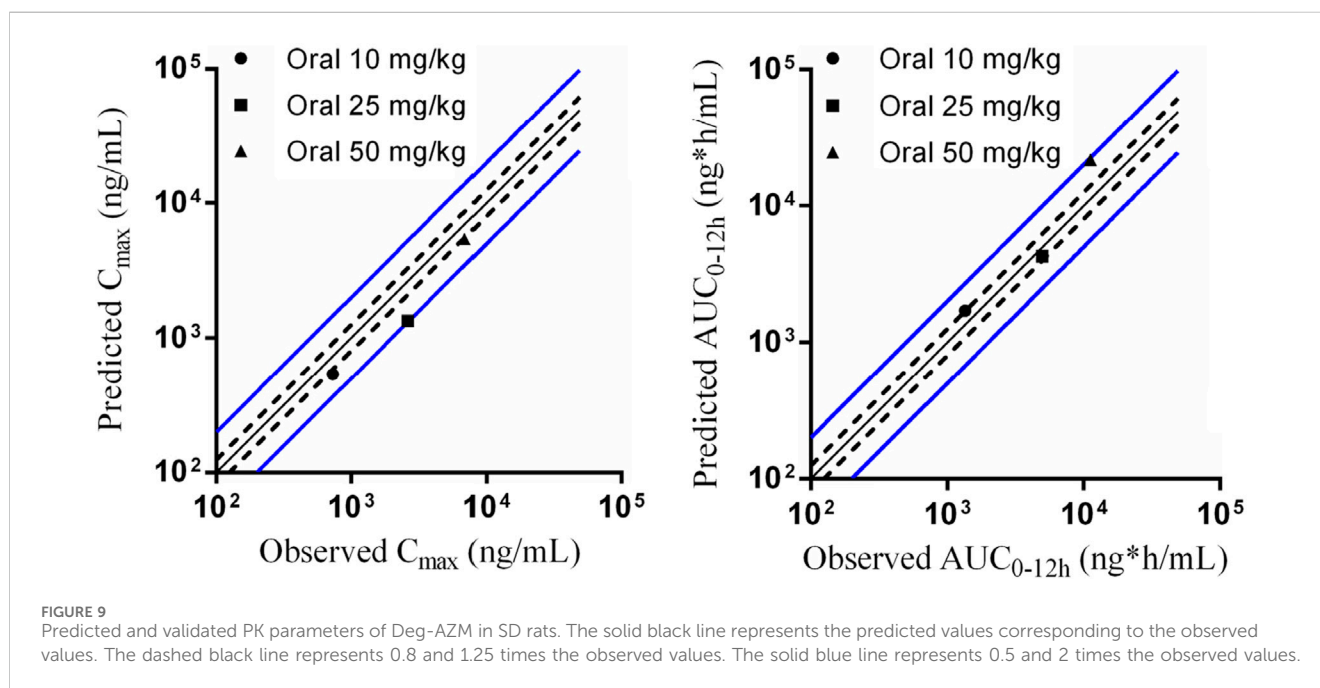 ● Oral 10 mg/kg
■ Oral 25 mg/kg
▲ Oral 50 mg/kg
Predicted Cmax (ng/mL)
10⁵
10⁴
10³
10²
10² 10³ 10⁴ 10⁵
Observed Cmax (ng/mL)
● Oral 10 mg/kg
■ Oral 25 mg/kg
▲ Oral 50 mg/kg
Predicted AUC0-12h (ng*h/mL)
10⁵
10⁴
10³
10²
10² 10³ 10⁴ 10⁵
Observed AUC0-12h (ng*h/mL)
FIGURE 9
Predicted and validated PK parameters of Deg-AZM in SD rats. The solid black line represents the predicted values corresponding to the observed
values. The dashed black line represents 0.8 and 1.25 times the observed values. The solid blue line represents 0.5 and 2 times the observed values.